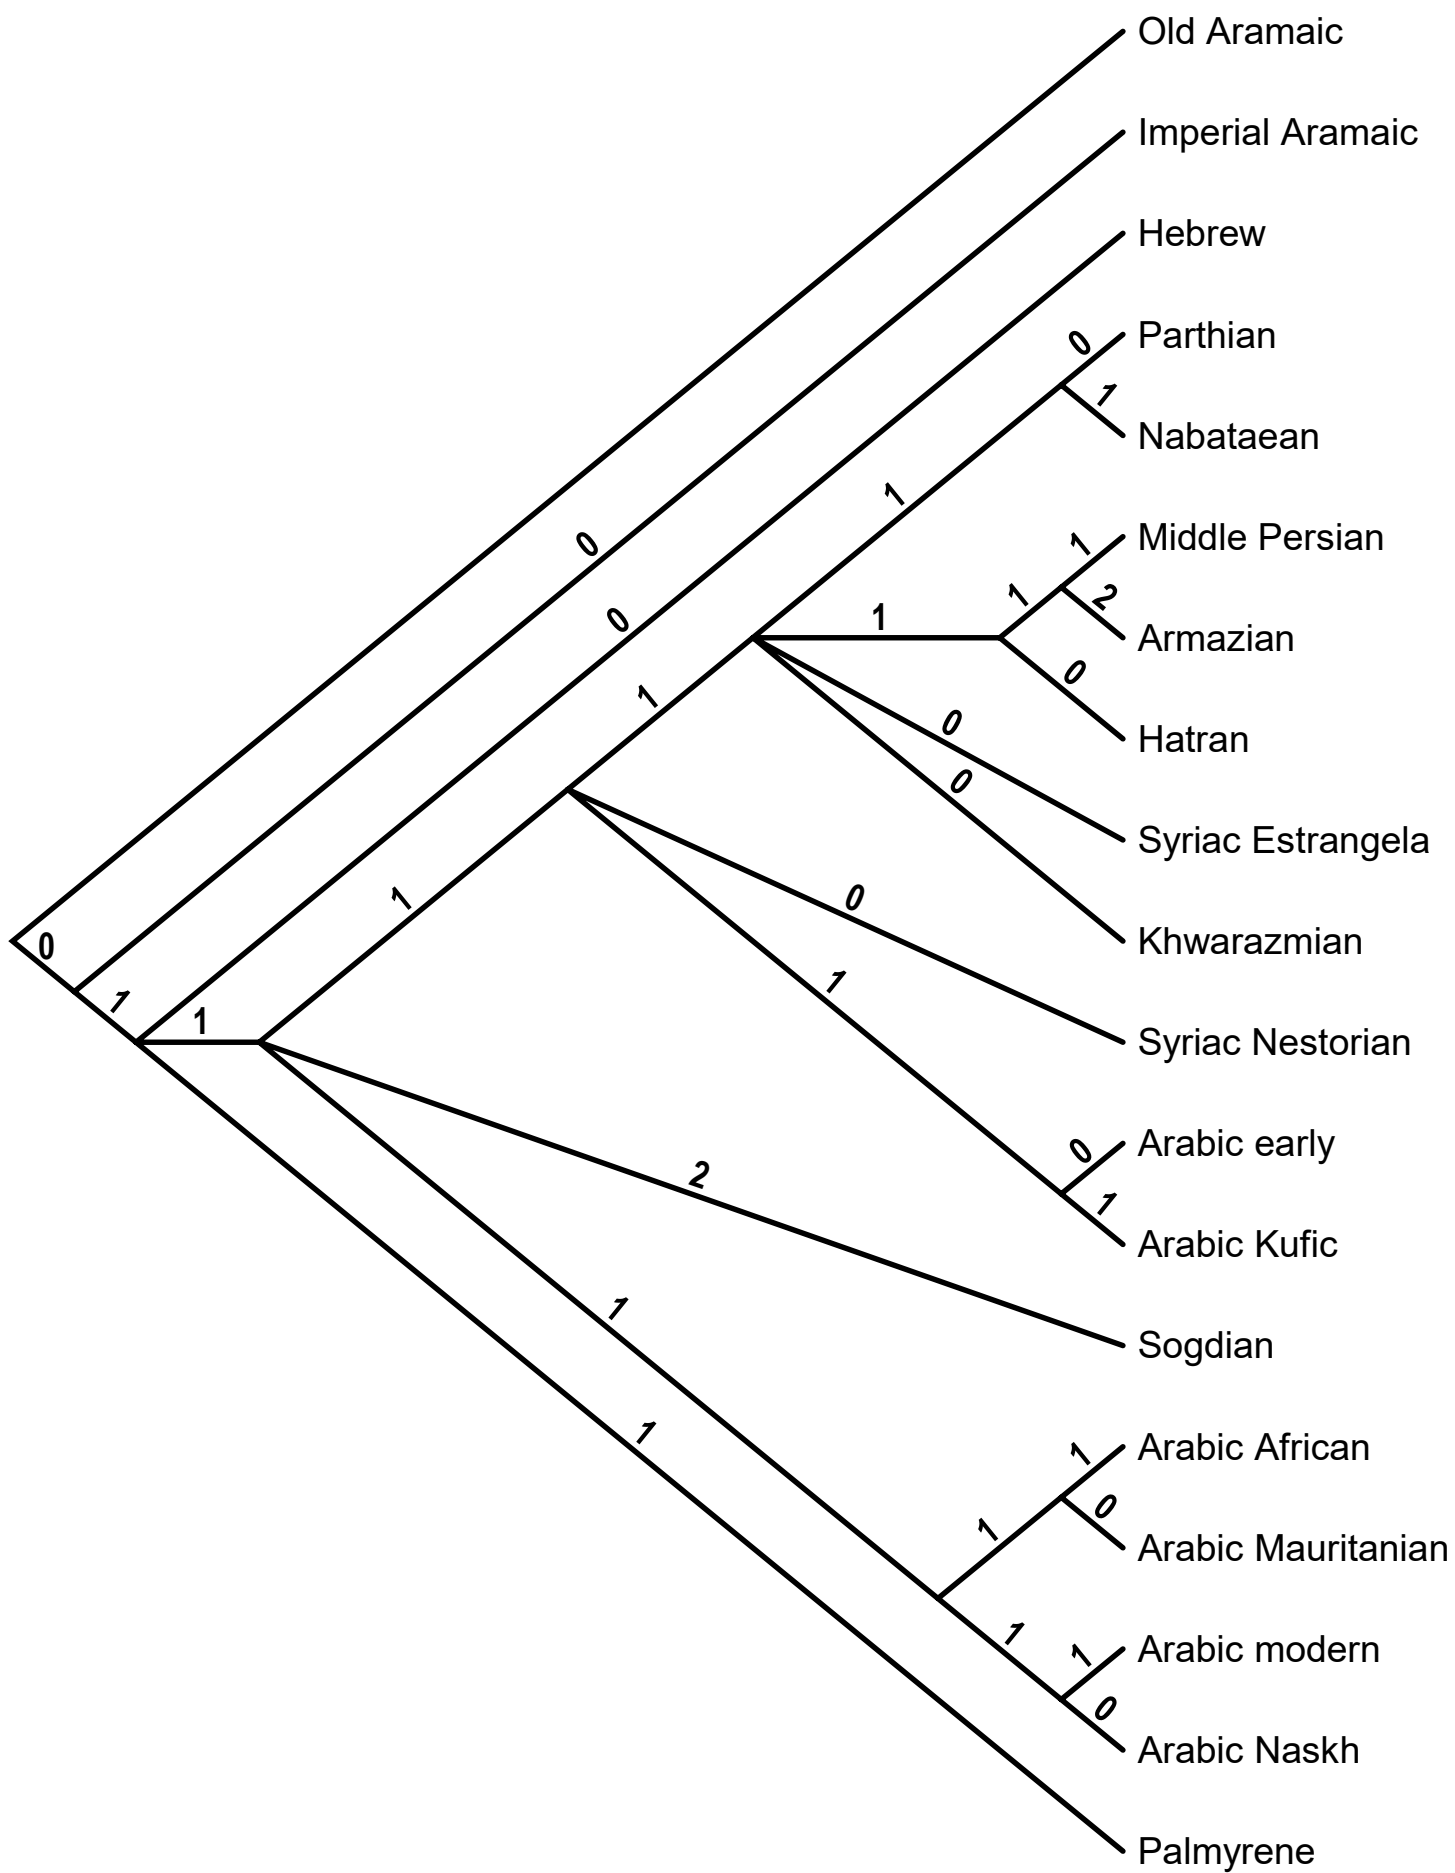 Old Aramaic
Imperial Aramaic
Hebrew
0
Parthian
1
Nabataean
1
1
Middle Persian
0
1
2
1
Armazian
0
0
Hatran
1
0
0
Syriac Estrangela
1
0
Khwarazmian
0
1
1
1
Syriac Nestorian
0
Arabic early
2
1
Arabic Kufic
1
Sogdian
1
1
Arabic African
0
1
Arabic Mauritanian
1
1
Arabic modern
0
Arabic Naskh
Palmyrene